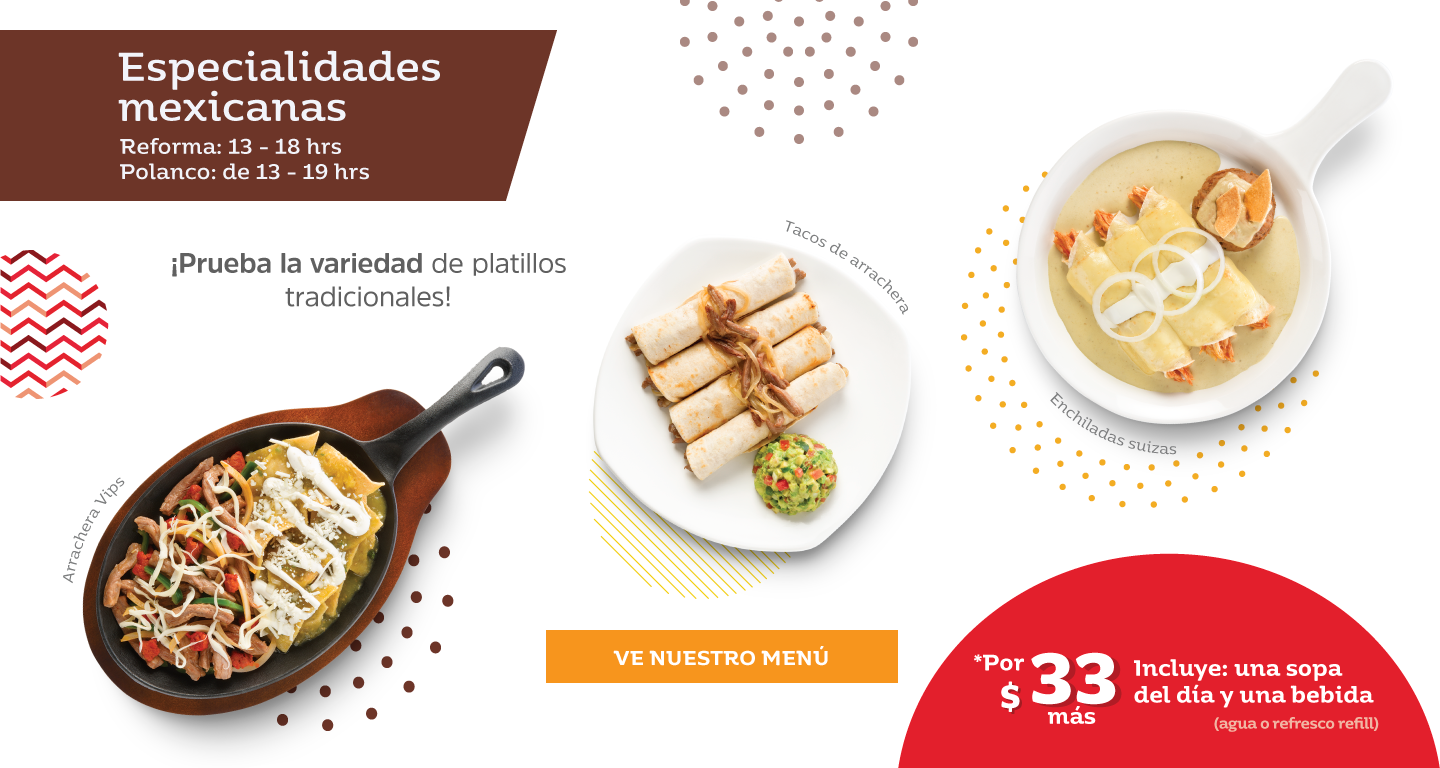 Especialidades
mexicanas
Reforma: 13 - 18 hrs
Polanco: de 13 - 19 hrs
¡Prueba la variedad de platillos
tradicionales!
Tacos de arrachera
Enchiladas suizas
Arrachera Vips
VE NUESTRO MENÚ
*Por
$ 33
más
Incluye: una sopa
del día y una bebida
(agua o refresco refill)